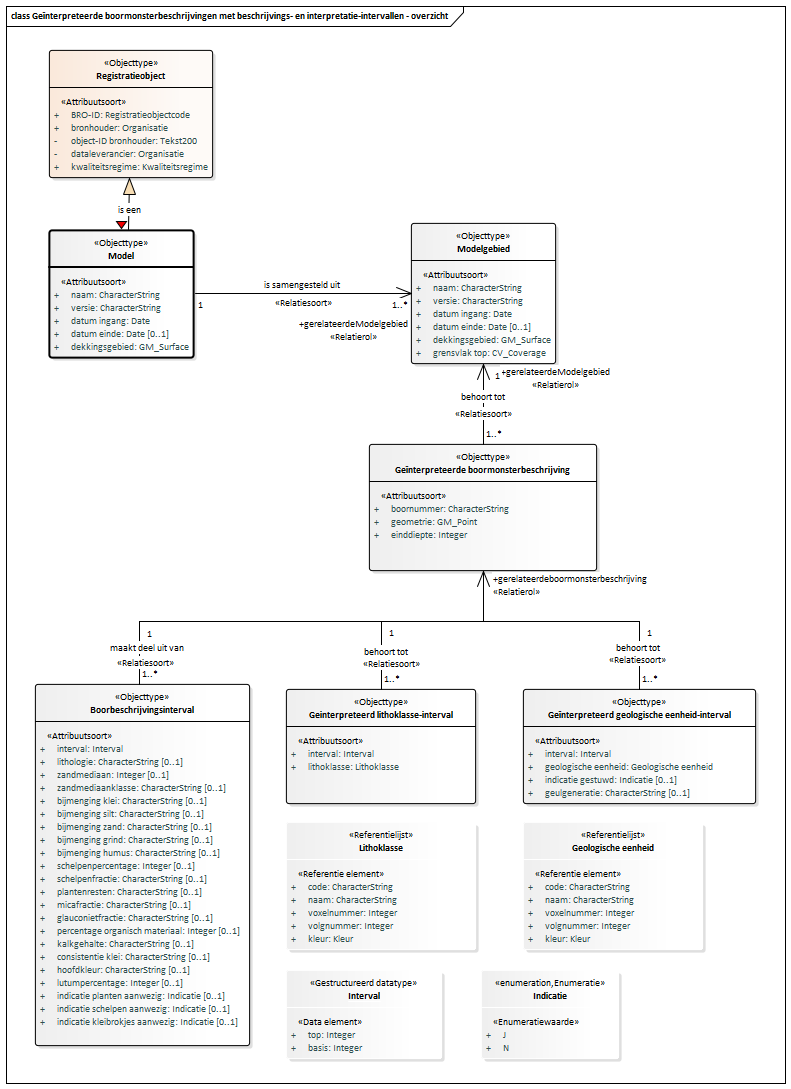 class Geïnterpreteerde boormonsterbeschrijvingen met beschrijvings- en interpretatie-intervallen - overzicht
«Objecttype»
Registratieobject
«Attribuutsoort»
+ BRO-ID: Registratieobjectcode
+ bronhouder: Organisatie
- object-ID bronhouder: Tekst200
- dataleverancier: Organisatie
+ kwaliteitsregime: Kwaliteitsregime
is een
«Objecttype»
Model
«Attribuutsoort»
+ naam: CharacterString
+ versie: CharacterString
+ datum ingang: Date
+ datum einde: Date [0..1]
+ dekkingsgebied: GM_Surface
is samengesteld uit
1
«Relatiesoort»
1..*
+gerelateerdeModelgebied
«Relatierol»
«Objecttype»
Modelgebied
«Attribuutsoort»
+ naam: CharacterString
+ versie: CharacterString
+ datum ingang: Date
+ datum einde: Date [0..1]
+ dekkingsgebied: GM_Surface
+ grensvlak top: CV_Coverage
1
+gerelateerdeModelgebied
«Relatierol»
behoort tot
«Relatiesoort»
1..*
«Objecttype»
Geïnterpreteerde boormonsterbeschrijving
«Attribuutsoort»
+ boornummer: CharacterString
+ geometrie: GM_Point
+ einddiepte: Integer
+gerelateerdeboormonsterbeschrijving
«Relatierol»
1
maakt deel uit van
«Relatiesoort»
1..*
1
behoort tot
«Relatiesoort»
1..*
1
behoort tot
«Relatiesoort»
1..*
«Objecttype»
Boorbeschrijvingsinterval
«Attribuutsoort»
+ interval: Interval
+ lithologie: CharacterString [0..1]
+ zandmediaan: Integer [0..1]
+ zandmediaanklasse: CharacterString [0..1]
+ bijmenging klei: CharacterString [0..1]
+ bijmenging silt: CharacterString [0..1]
+ bijmenging zand: CharacterString [0..1]
+ bijmenging grind: CharacterString [0..1]
+ bijmenging humus: CharacterString [0..1]
+ schelpenpercentage: Integer [0..1]
+ schelpenfractie: CharacterString [0..1]
+ plantenresten: CharacterString [0..1]
+ micafractie: CharacterString [0..1]
+ glauconietfractie: CharacterString [0..1]
+ percentage organisch materiaal: Integer [0..1]
+ kalkgehalte: CharacterString [0..1]
+ consistentie klei: CharacterString [0..1]
+ hoofdkleur: CharacterString [0..1]
+ lutumpercentage: Integer [0..1]
+ indicatie planten aanwezig: Indicatie [0..1]
+ indicatie schelpen aanwezig: Indicatie [0..1]
+ indicatie kleibrokjes aanwezig: Indicatie [0..1]
«Objecttype»
Geïnterpreteerd lithoklasse-interval
«Attribuutsoort»
+ interval: Interval
+ lithoklasse: Lithoklasse
«Objecttype»
Geïnterpreteerd geologische eenheid-interval
«Attribuutsoort»
+ interval: Interval
+ geologische eenheid: Geologische eenheid
+ indicatie gestuwd: Indicatie [0..1]
+ geulgeneratie: CharacterString [0..1]
«Referentielijst»
Lithoklasse
«Referentie element»
+ code: CharacterString
+ naam: CharacterString
+ voxelnummer: Integer
+ volgnummer: Integer
+ kleur: Kleur
«Referentielijst»
Geologische eenheid
«Referentie element»
+ code: CharacterString
+ naam: CharacterString
+ voxelnummer: Integer
+ volgnummer: Integer
+ kleur: Kleur
«Gestructureerd datatype»
Interval
«Data element»
+ top: Integer
+ basis: Integer
«enumeration,Enumeratie»
Indicatie
«Enumeratiewaarde»
+ J
+ N